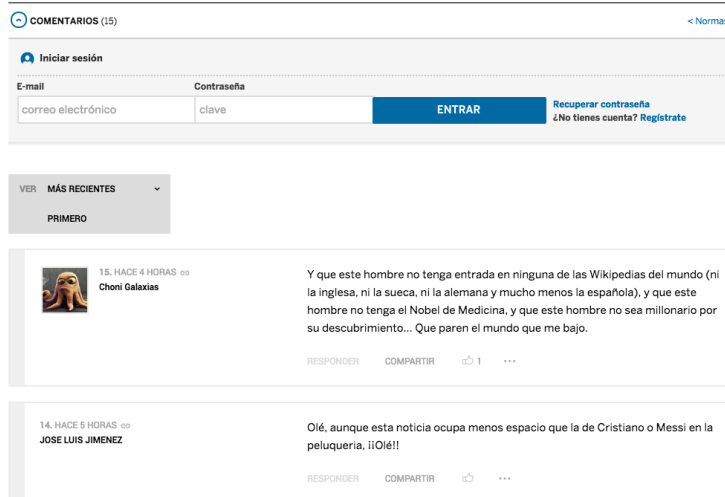 COMENTARIOS (15)
< Normas
Iniciar sesión
E-mail
Contraseña
correo electrónico
clave
ENTRAR
Recuperar contraseña
¿No tienes cuenta? Regístrate
VER MÁS RECIENTES
PRIMERO
15. HACE 4 HORAS
Choni Galaxias
Y que este hombre no tenga entrada en ninguna de las Wikipedias del mundo (ni
la inglesa, ni la sueca, ni la alemana y mucho menos la española), y que este
hombre no tenga el Nobel de Medicina, y que este hombre no sea millonario por
su descubrimiento... Que paren el mundo que me bajo.
RESPONDER COMPARTIR 1 ...
14. HACE 5 HORAS
JOSE LUIS JIMENEZ
Olé, aunque esta noticia ocupa menos espacio que la de Cristiano o Messi en la
peluqueria, ¡¡Olé!!
RESPONDER COMPARTIR ...